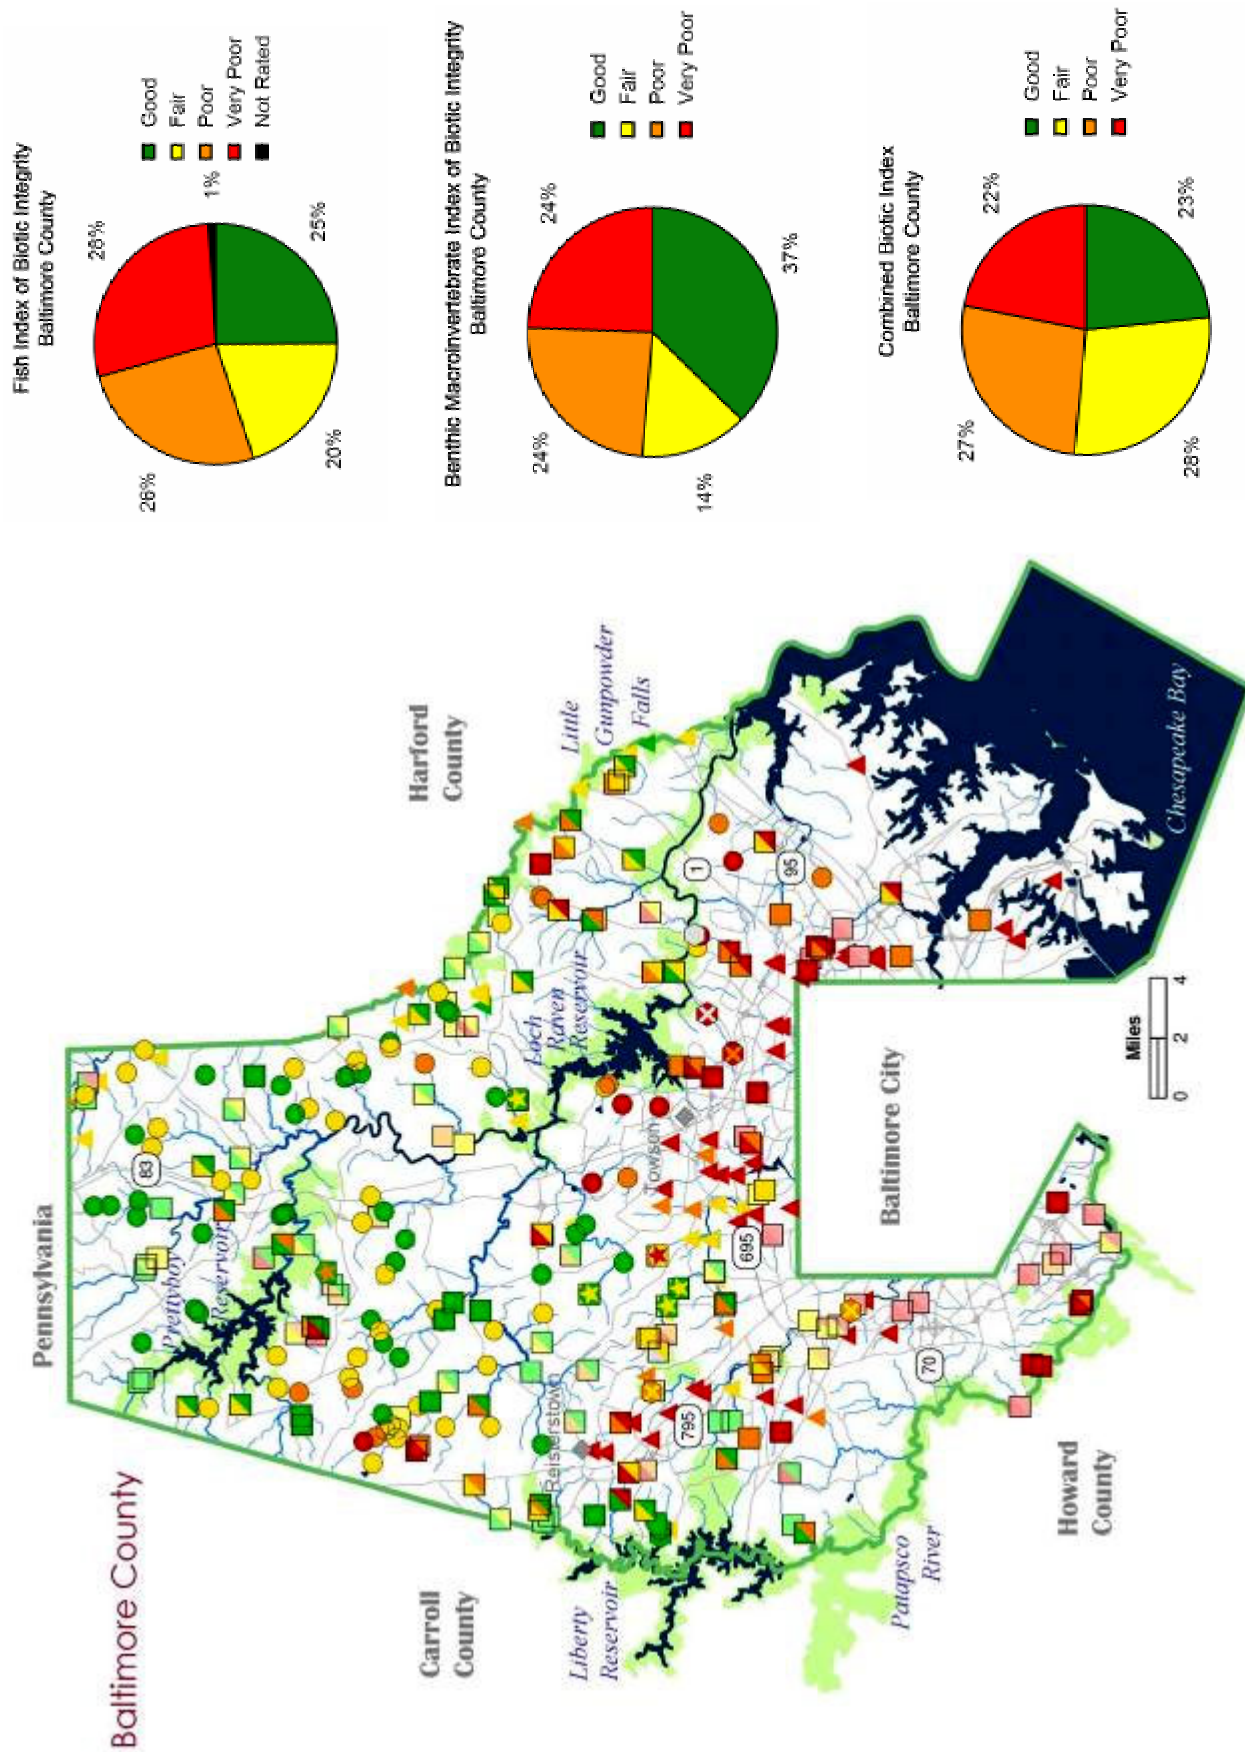 Baltimore County
Pennsylvania
Harford
County
Carroll
County
Howard
County
Baltimore City
Prettyboy
Reservoir
Loch
Raven
Reservoir
Little
Gunpowder
Falls
Liberty
Reservoir
Patapsco
River
Chesapeake Bay
Reisterstown
Towson
83
795
695
70
1
95
Miles
0 2 4
Fish Index of Biotic Integrity
Baltimore County
28%
1%
25%
20%
26%
Good
Fair
Poor
Very Poor
Not Rated
Benthic Macroinvertebrate Index of Biotic Integrity
Baltimore County
24%
37%
14%
24%
Good
Fair
Poor
Very Poor
Combined Biotic Index
Baltimore County
22%
23%
28%
27%
Good
Fair
Poor
Very Poor